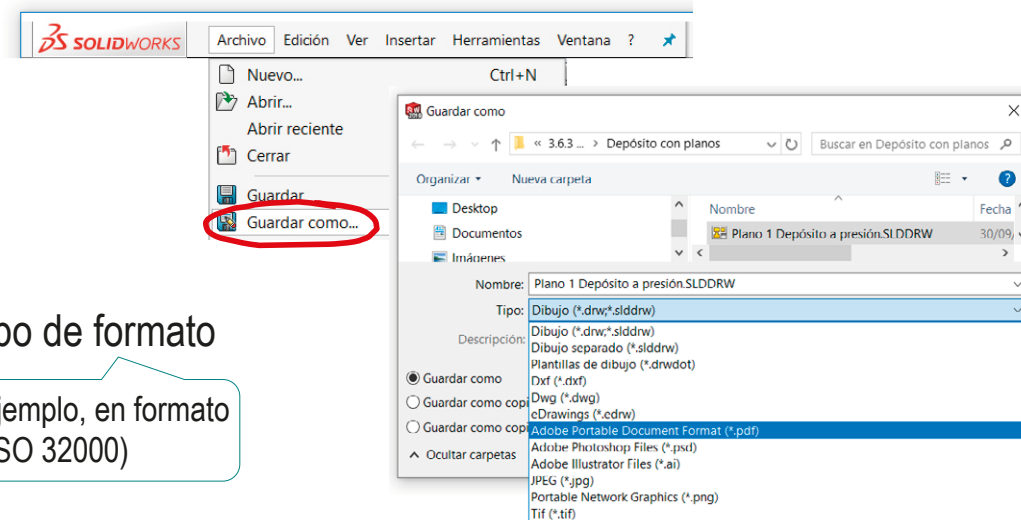 SOLIDWORKS Archivo Edición Ver Insertar Herramientas Ventana ?
Nuevo... Ctrl+N
Abrir...
Abrir reciente
Cerrar
Guardar
Guardar como...
Guardar como
« 3.6.3 ... > Depósito con planos
Buscar en Depósito con planos
Organizar Nueva carpeta
Desktop
Documentos
Imágenes
Nombre Fecha
Plano 1 Depósito a presión.SLDDRW 30/09/
Nombre: Plano 1 Depósito a presión.SLDDRW
Tipo: Dibujo (*.drw;*.slddrw)
Descripción:
Dibujo (*.drw;*.slddrw)
Dibujo separado (*.slddrw)
Plantillas de dibujo (*.drwdot)
Dxf (*.dxf)
Dwg (*.dwg)
eDrawings (*.edrw)
Adobe Portable Document Format (*.pdf)
Adobe Photoshop Files (*.psd)
Adobe Illustrator Files (*.ai)
JPEG (*.jpg)
Portable Network Graphics (*.png)
Tif (*.tif)
Guardar como
Guardar como copi
Guardar como copi
Ocultar carpetas
po de formato
jemplo, en formato
SO 32000)